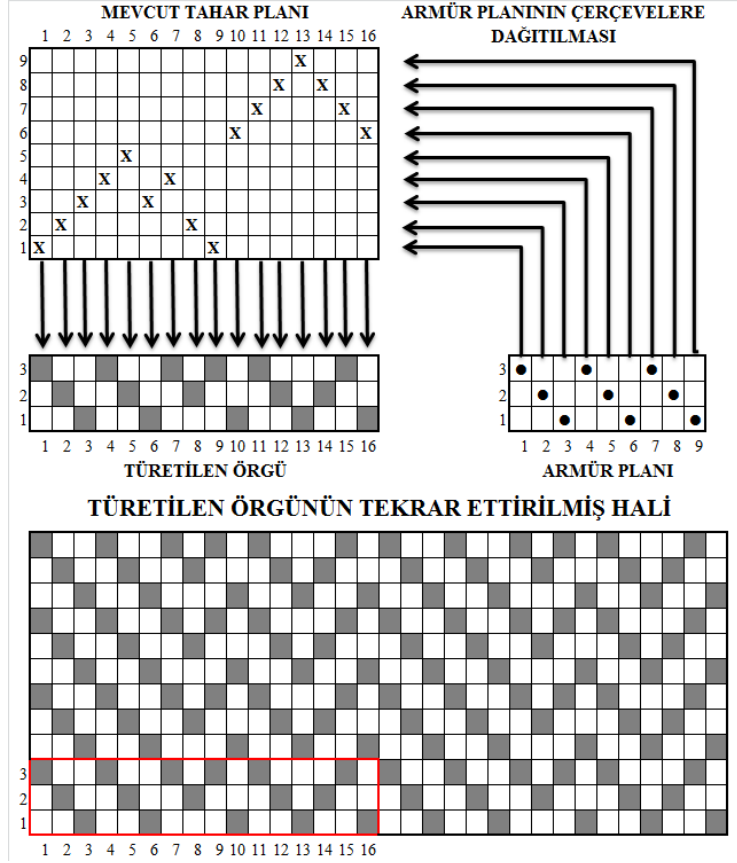 MEVCUT TAHAR PLANI
1 2 3 4 5 6 7 8 9 10 11 12 13 14 15 16
9 X
8 X X
7 X X
6 X X
5 X
4 X X
3 X X
2 X X
1 X X
ARMÜR PLANININ ÇERÇEVELERE
DAĞITILMASI
3
2
1
1 2 3 4 5 6 7 8 9 10 11 12 13 14 15 16
TÜRETİLEN ÖRGÜ
3
2
1
1 2 3 4 5 6 7 8 9
ARMÜR PLANI
TÜRETİLEN ÖRGÜNÜN TEKRAR ETTİRİLMİŞ HALİ
3
2
1
1 2 3 4 5 6 7 8 9 10 11 12 13 14 15 16